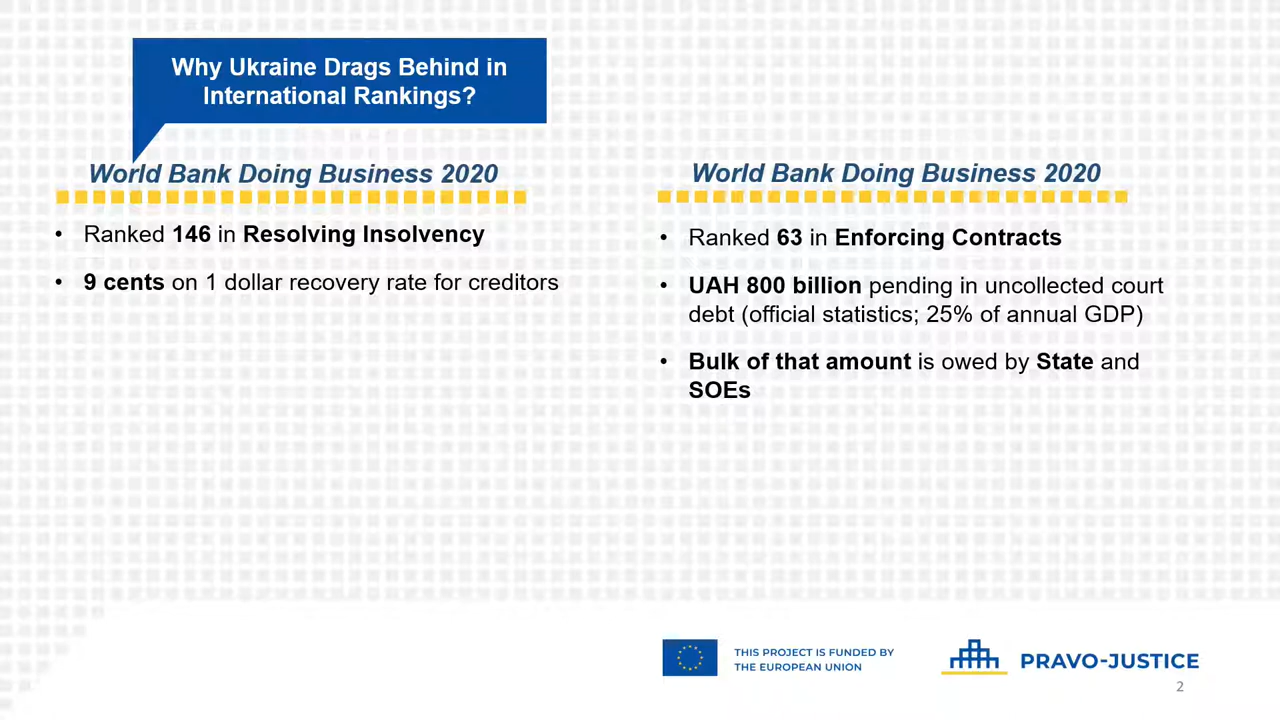 Why Ukraine Drags Behind in
International Rankings?
World Bank Doing Business 2020
• Ranked 146 in Resolving Insolvency
• 9 cents on 1 dollar recovery rate for creditors
World Bank Doing Business 2020
• Ranked 63 in Enforcing Contracts
• UAH 800 billion pending in uncollected court
debt (official statistics; 25% of annual GDP)
• Bulk of that amount is owed by State and
SOEs
THIS PROJECT IS FUNDED BY
THE EUROPEAN UNION
PRAVO-JUSTICE
2